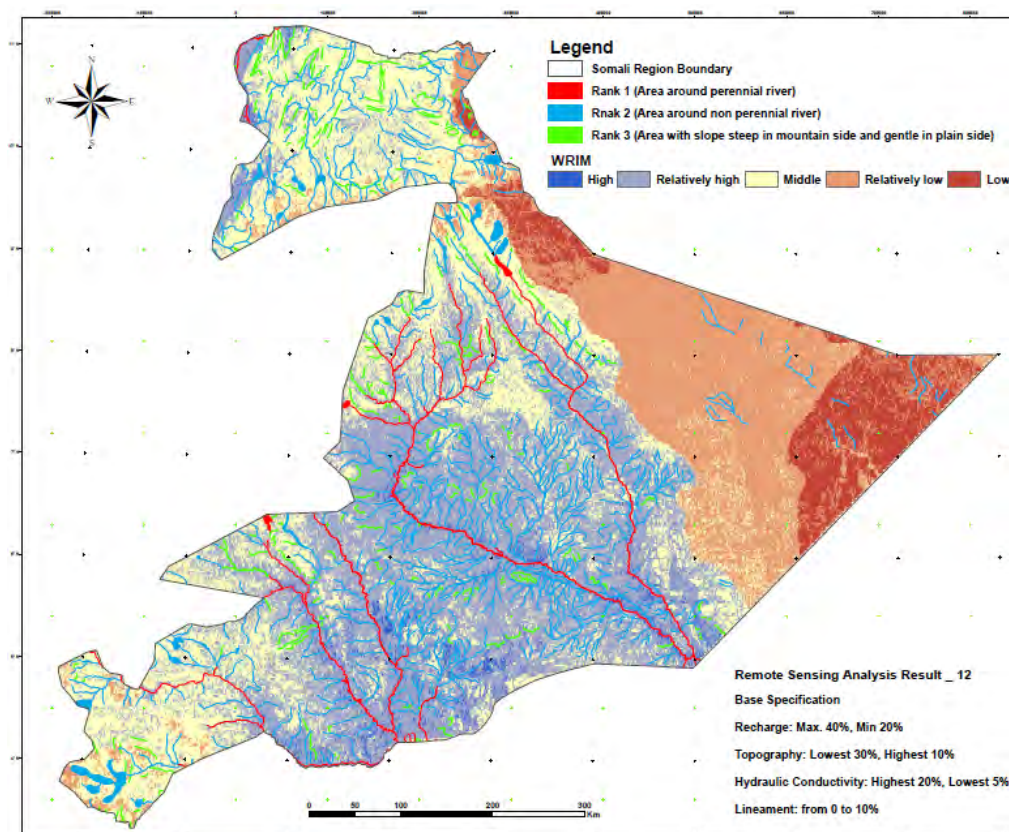 N
W
E
S
Legend
Somali Region Boundary
Rank 1 (Area around perennial river)
Rnak 2 (Area around non perennial river)
Rank 3 (Area with slope steep in mountain side and gentle in plain side)
WRIM
High Relatively high Middle Relatively low Low
Remote Sensing Analysis Result _ 12
Base Specification
Recharge: Max. 40%, Min 20%
Topography: Lowest 30%, Highest 10%
Hydraulic Conductivity: Highest 20%, Lowest 5%
Lineament: from 0 to 10%
0 50 100 200 300
Km